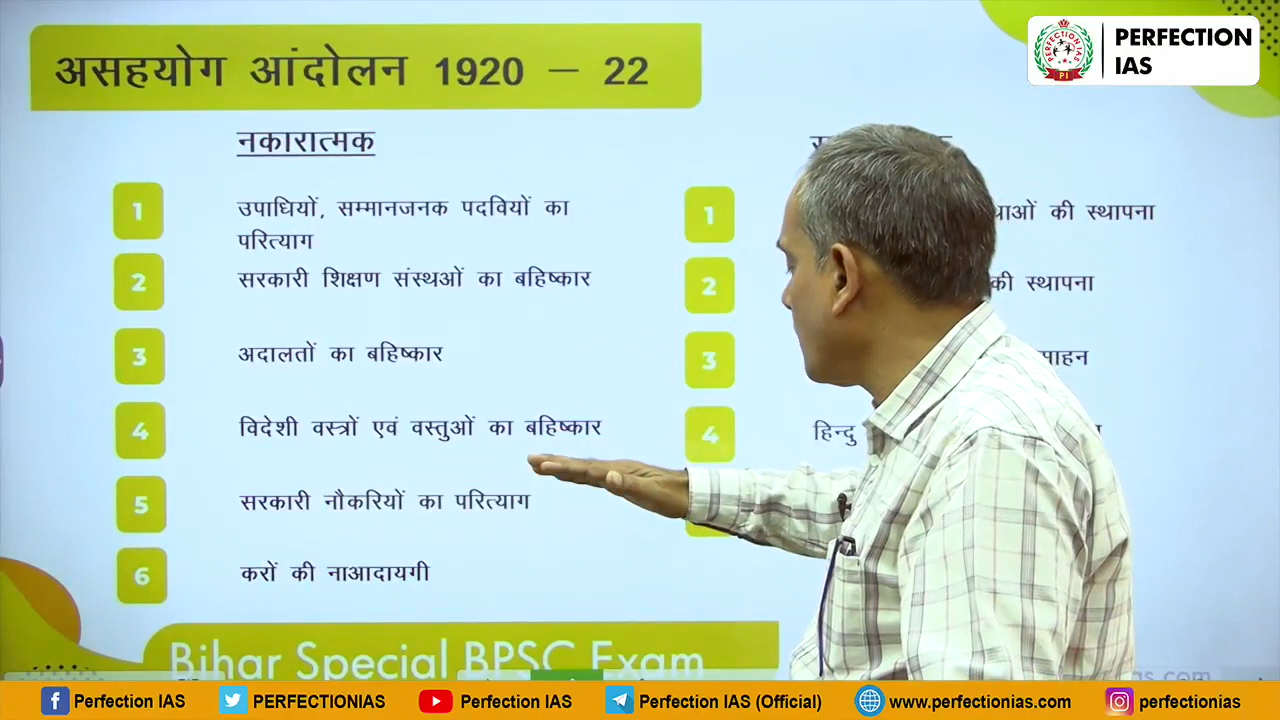 असहयोग आंदोलन 1920 – 22
PERFECTION
IAS
PERFECTION IAS
PI
नकारात्मक
1 उपाधियों, सम्मानजनक पदवियों का
परित्याग
2 सरकारी शिक्षण संस्थओं का बहिष्कार
3 अदालतों का बहिष्कार
4 विदेशी वस्त्रों एवं वस्तुओं का बहिष्कार
5 सरकारी नौकरियों का परित्याग
6 करों की नाआदायगी
1 की स्थापना
2 की स्थापना
3
4 हिन्दु
Bihar Special BPSC Exam
Perfection IAS
PERFECTIONIAS
Perfection IAS
Perfection IAS (Official)
www.perfectionias.com
perfectionias